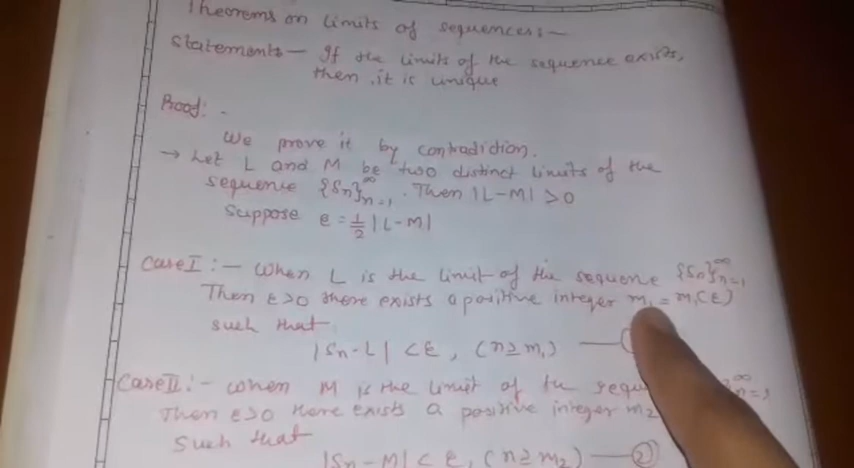 Theorems on limits of sequences:-
Statements - If the limits of the sequence exists,
then, it is unique
Proof: -
We prove it by contradiction.
→ Let L and M be two distinct limits of the
sequence {Sn}∞n=1. Then |L-M| > 0
Suppose ε = 1/2 |L-M|
Case I :- When L is the limit of the sequence {Sn}∞n=1
Then ε>0 there exists a positive integer m₁ = m₁(ε)
such that
|Sn-L| < ε, (n≥m₁) —
Case II :- When M is the limit of the ∞n=1
Then ε>0 there exists a positive integer m₂
Such that
|Sn-M| < ε, (n≥m₂) — ②